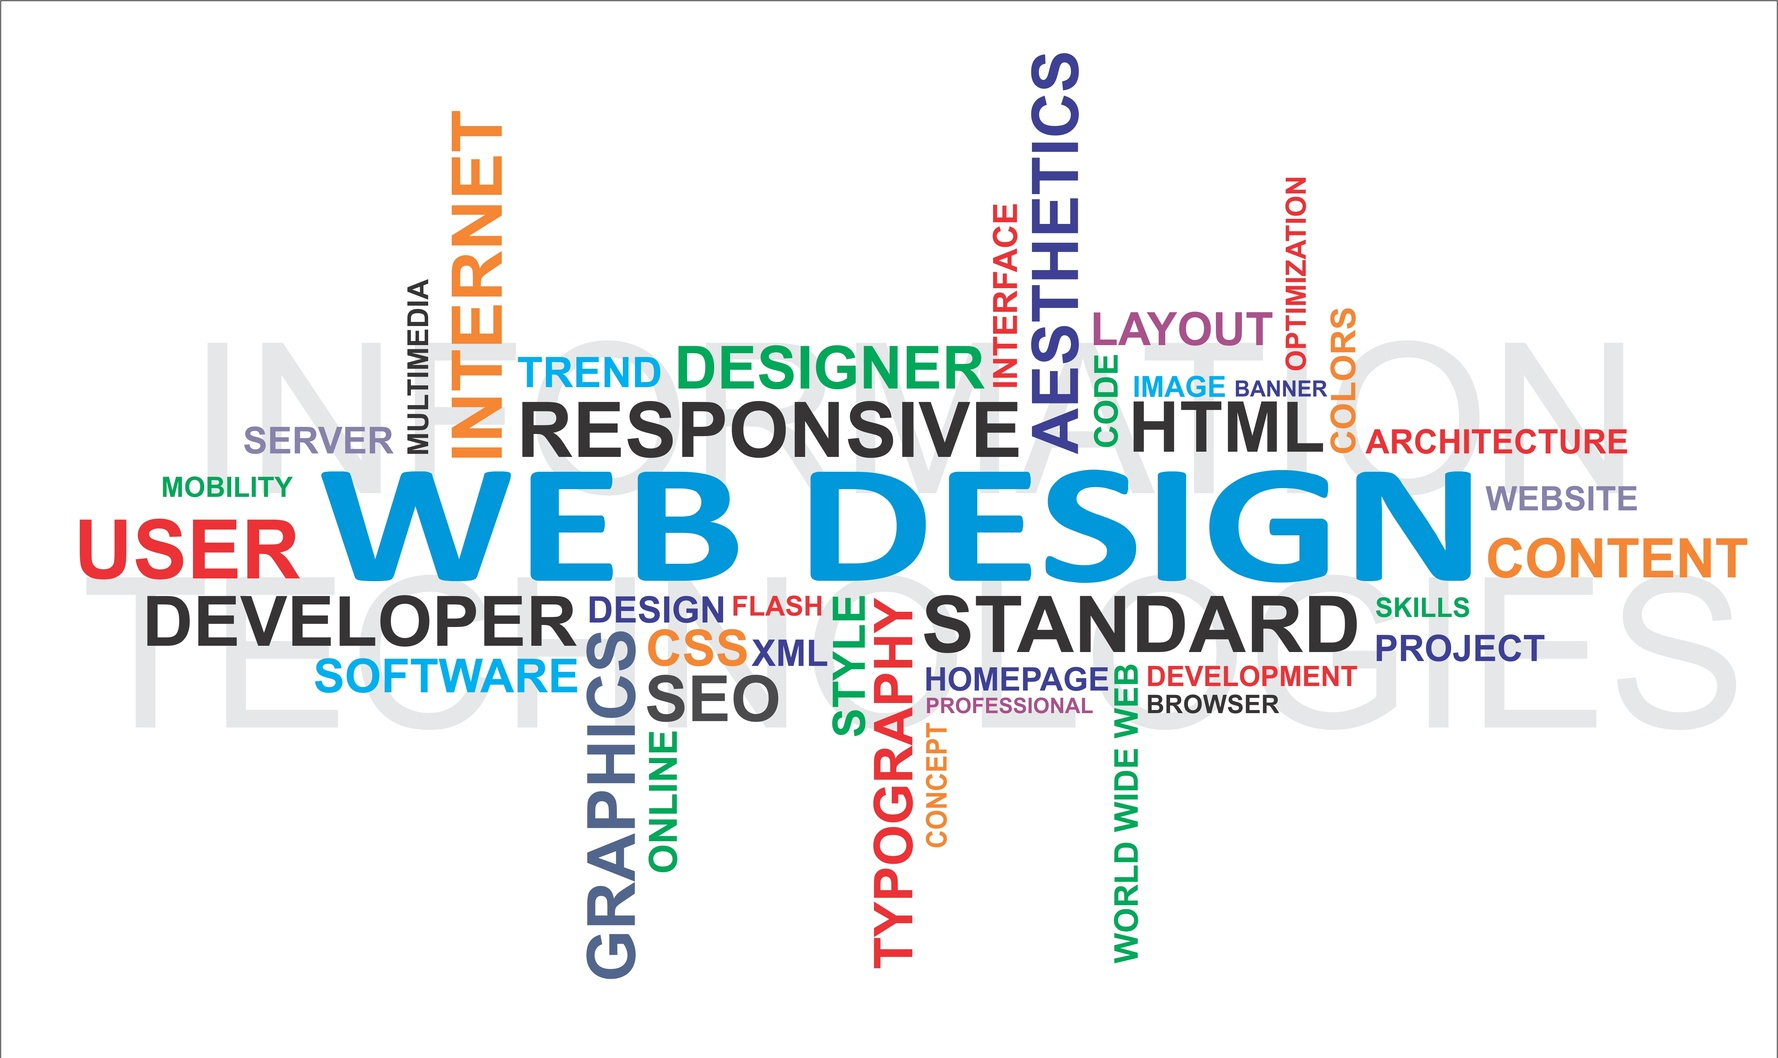 AESTHETICS
INTERNET
OPTIMIZATION
INTERFACE
MULTIMEDIA
LAYOUT
COLORS
INFORMATION
TREND
DESIGNER
CODE
IMAGE
BANNER
RESPONSIVE
HTML
SERVER
ARCHITECTURE
MOBILITY
WEB DESIGN
WEBSITE
USER
CONTENT
TECHNOLOGIES
DEVELOPER
DESIGN
FLASH
STYLE
TYPOGRAPHY
STANDARD
SKILLS
GRAPHICS
CSS
XML
PROJECT
SOFTWARE
SEO
HOMEPAGE
WORLD WIDE WEB
DEVELOPMENT
PROFESSIONAL
BROWSER
ONLINE
CONCEPT